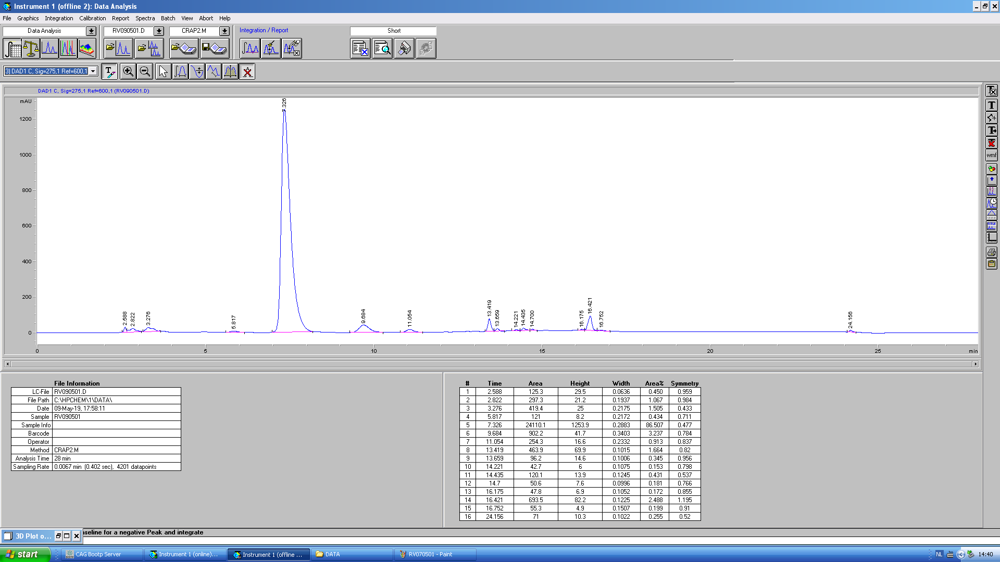 Instrument 1 (offline 2): Data Analysis
File Graphics Integration Calibration Report Spectra Batch View Abort Help
Data Analysis RV090501.D CRAP2.M Integration / Report Short
3) DAD1 C, Sig=275,1 Ref=600,1
DAD1 C, Sig=275,1 Ref=600,1 (RV090501.D)
mAU
1200
1000
800
600
400
200
0
2.588
2.822
3.276
5.817
7.326
9.684
11.054
13.419
13.659
14.221
14.435
14.700
16.175
16.421
16.752
24.156
0 5 10 15 20 25 min
wmf
TITLE
File Information
LC-File RV090501.D
File Path C:\HPCHEM\1\DATA\
Date 09-May-19, 17:58:11
Sample RV090501
Sample Info
Barcode
Operator
Method CRAP2.M
Analysis Time 28 min
Sampling Rate 0.0067 min (0.402 sec), 4201 datapoints
# Time Area Height Width Area% Symmetry
1 2.588 125.3 29.5 0.0636 0.450 0.959
2 2.822 297.3 21.2 0.1937 1.067 0.984
3 3.276 419.4 25 0.2175 1.505 0.433
4 5.817 121 8.2 0.2172 0.434 0.711
5 7.326 24110.1 1253.9 0.2883 86.507 0.477
6 9.684 902.2 41.7 0.3403 3.237 0.784
7 11.054 254.3 16.6 0.2332 0.913 0.837
8 13.419 463.9 69.9 0.1015 1.664 0.82
9 13.659 96.2 14.6 0.1006 0.345 0.956
10 14.221 42.7 6 0.1075 0.153 0.798
11 14.435 120.1 13.9 0.1245 0.431 0.537
12 14.7 50.6 7.6 0.0996 0.181 0.766
13 16.175 47.8 6.9 0.1052 0.172 0.855
14 16.421 693.5 82.2 0.1225 2.488 1.195
15 16.752 55.3 4.9 0.1507 0.199 0.91
16 24.156 71 10.3 0.1022 0.255 0.52
3D Plot o... aseline for a negative Peak and integrate
start CAG Bootp Server Instrument 1 (online)... Instrument 1 (offline ... DATA RV070501 - Paint NL 14:40